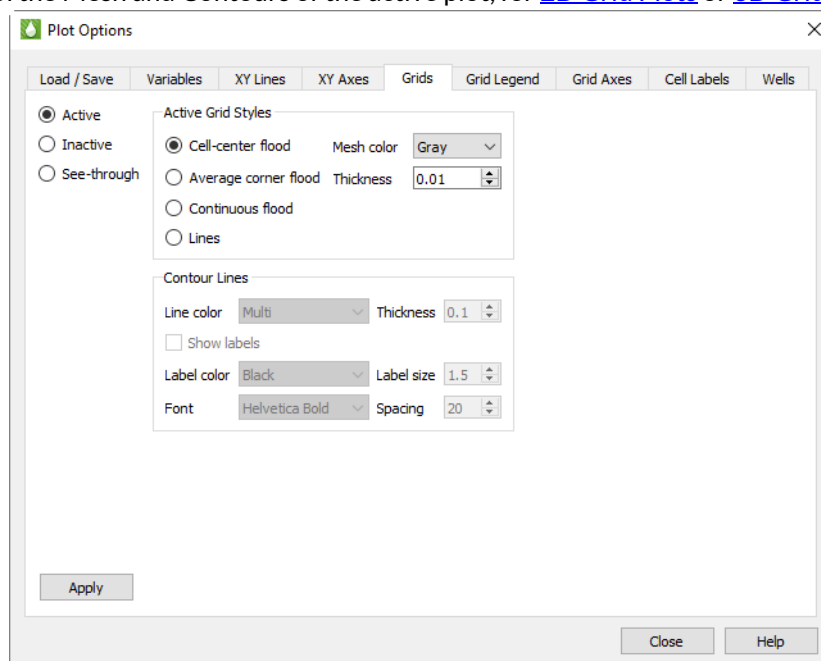 Plot Options
Load / Save Variables XY Lines XY Axes Grids Grid Legend Grid Axes Cell Labels Wells
Active
Inactive
See-through
Active Grid Styles
Cell-center flood Mesh color Gray
Average corner flood Thickness 0.01
Continuous flood
Lines
Contour Lines
Line color Multi Thickness 0.1
Show labels
Label color Black Label size 1.5
Font Helvetica Bold Spacing 20
Apply
Close Help